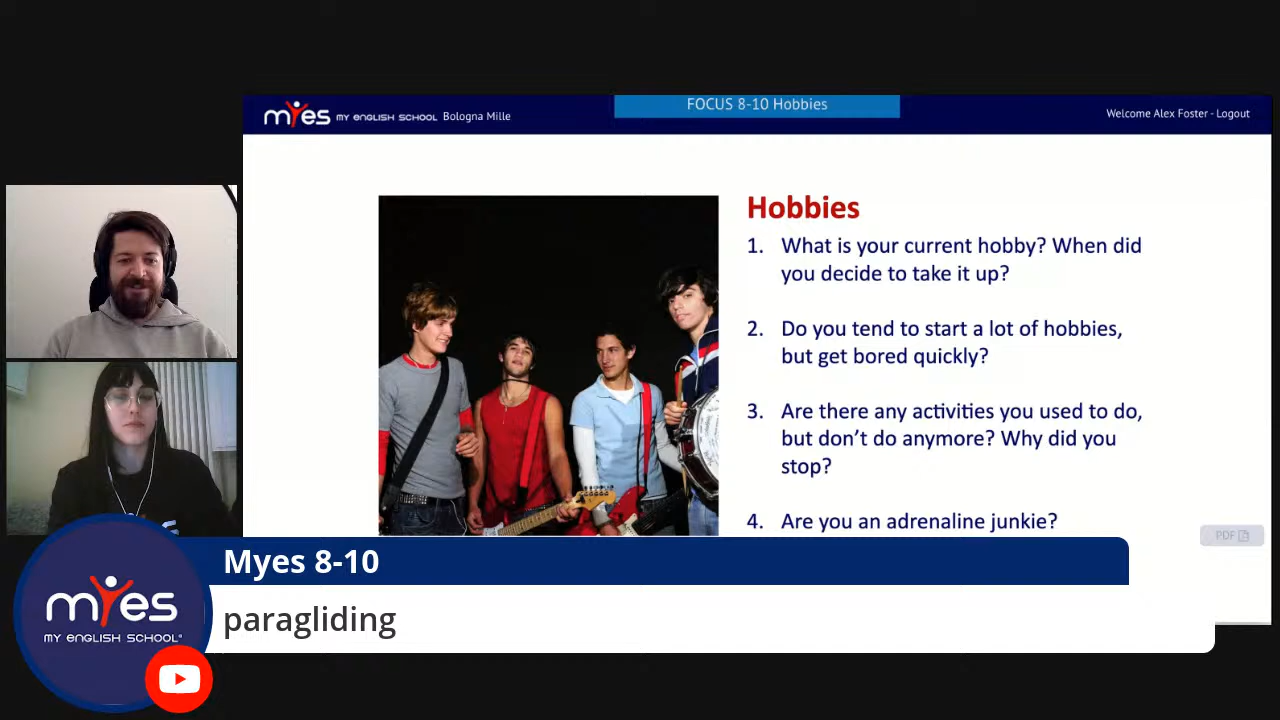 FOCUS 8-10 Hobbies
myes MY ENGLISH SCHOOL Bologna Mille
Welcome Alex Foster - Logout
Hobbies
1. What is your current hobby? When did
you decide to take it up?
2. Do you tend to start a lot of hobbies,
but get bored quickly?
3. Are there any activities you used to do,
but don't do anymore? Why did you
stop?
4. Are you an adrenaline junkie?
PDF
Myes 8-10
paragliding
myes
MY ENGLISH SCHOOL